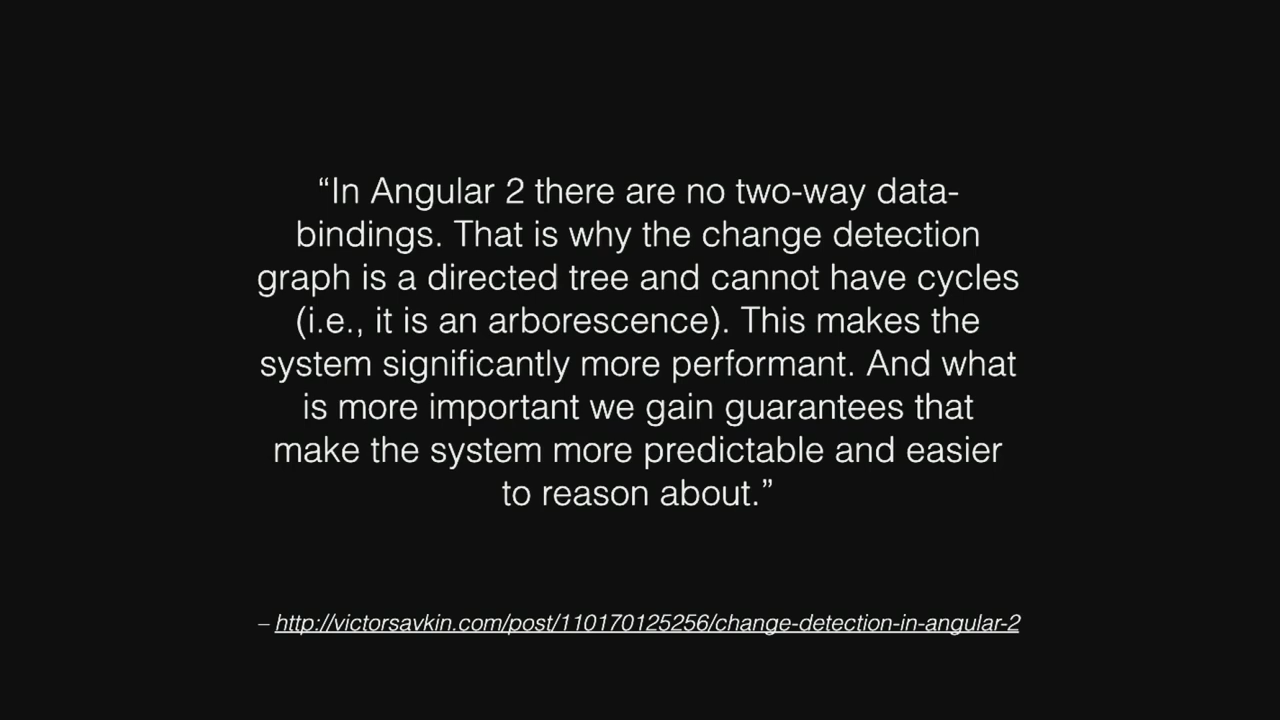 “In Angular 2 there are no two-way data-
bindings. That is why the change detection
graph is a directed tree and cannot have cycles
(i.e., it is an arborescence). This makes the
system significantly more performant. And what
is more important we gain guarantees that
make the system more predictable and easier
to reason about.”
– http://victorsavkin.com/post/110170125256/change-detection-in-angular-2